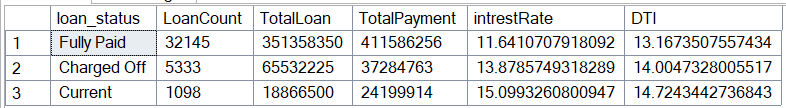 loan_status LoanCount TotalLoan TotalPayment intrestRate DTI
1 Fully Paid 32145 351358350 411586256 11.6410707918092 13.1673507557434
2 Charged Off 5333 65532225 37284763 13.8785749318289 14.0047328005517
3 Current 1098 18866500 24199914 15.0993260800947 14.7243442736843